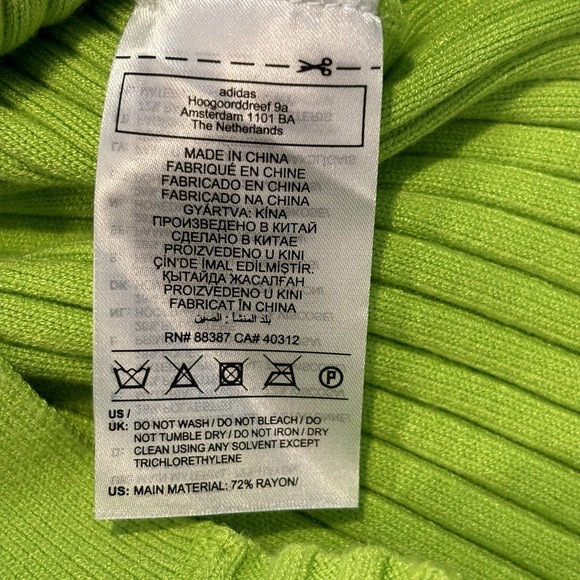 adidas
Hoogoorddreef 9a
Amsterdam 1101 BA
The Netherlands
MADE IN CHINA
FABRIQUÉ EN CHINE
FABRICADO EN CHINA
FABRICADO NA CHINA
GYÁRTVA: KÍNA
ПРОИЗВЕДЕНО В КИТАЙ
СДЕЛАНО В КИТАЕ
PROIZVEDENO U KINI
ÇİN'DE İMAL EDİLMİŞTİR.
ҚЫТАЙДА ЖАСАЛҒАН
PROIZVEDENO U KINI
FABRICAT ÎN CHINA
بلد المنشأ : الصين
RN# 88387 CA# 40312
P
US /
UK: DO NOT WASH / DO NOT BLEACH / DO
NOT TUMBLE DRY / DO NOT IRON / DRY
CLEAN USING ANY SOLVENT EXCEPT
TRICHLORETHYLENE
US: MAIN MATERIAL: 72% RAYON/